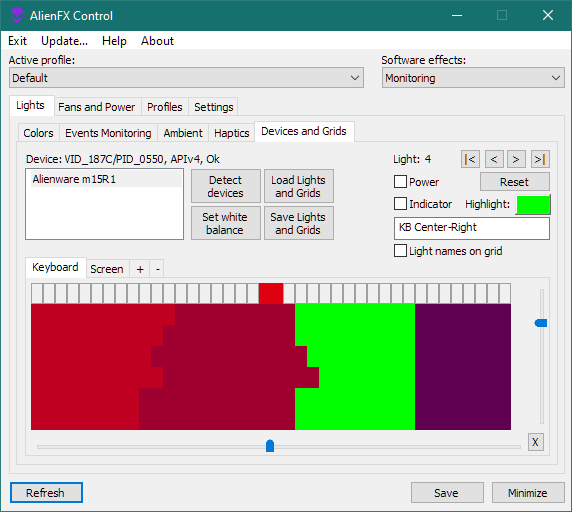 AlienFX Control
Exit Update... Help About
Active profile: Software effects:
Default Monitoring
Lights Fans and Power Profiles Settings
Colors Events Monitoring Ambient Haptics Devices and Grids
Device: VID_187C/PID_0550, APIv4, Ok
Light: 4 |< < > >|
Alienware m15R1
Detect devices
Load Lights and Grids
Set white balance
Save Lights and Grids
Power Reset
Indicator Highlight:
KB Center-Right
Light names on grid
Keyboard Screen + -
X
Refresh Save Minimize